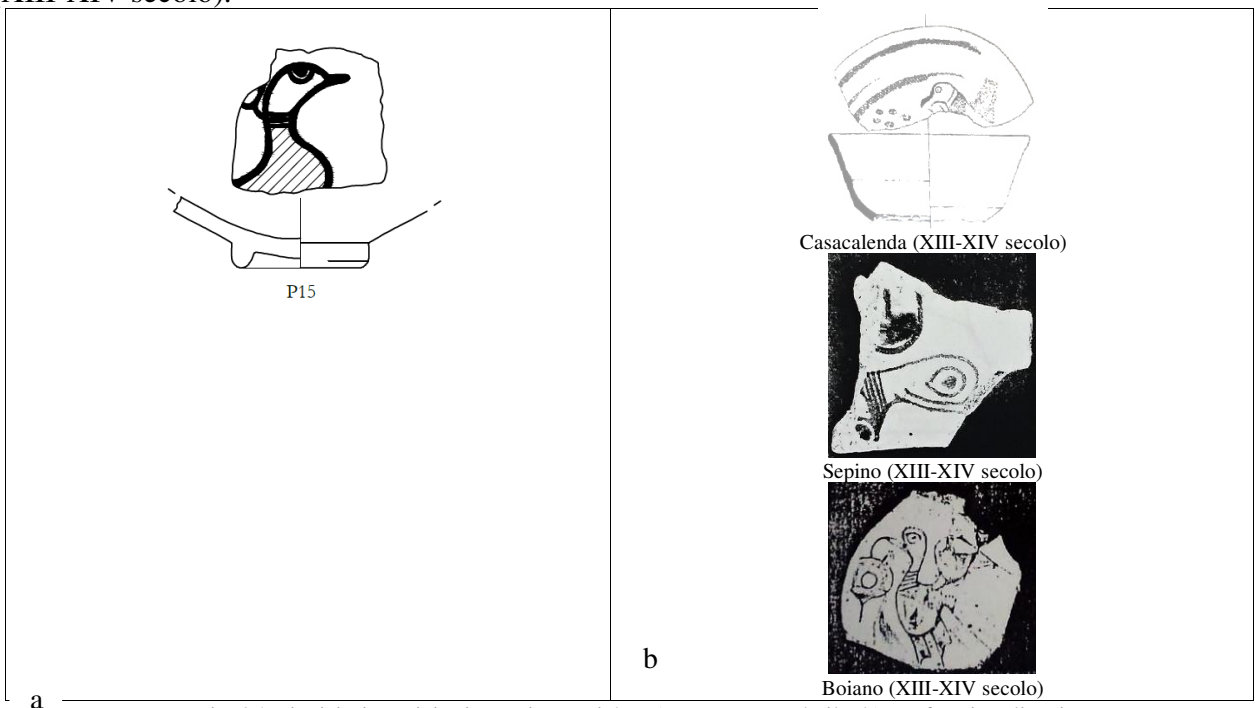 XIII-XIV secolo).
P15
Casacalenda (XIII-XIV secolo)
Sepino (XIII-XIV secolo)
b
Boiano (XIII-XIV secolo)
a